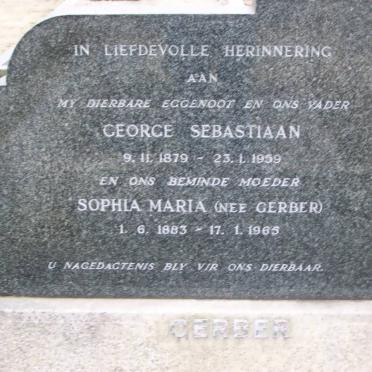 IN LIEFDEVOLLE HERINNERING
AAN
MY DIERBARE EGGENOOT EN ONS VADER
GEORGE SEBASTIAAN
9. 11. 1879 - 23. 1. 1959
EN ONS BEMINDE MOEDER
SOPHIA MARIA (NEE GERBER)
1. 6. 1883 - 17. 1. 1965
U NAGEDACTENIS BLY VIR ONS DIERBAAR.
GERBER